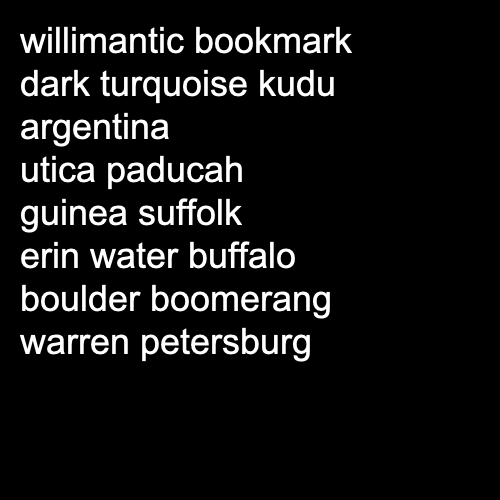 willimantic bookmark
dark turquoise kudu
argentina
utica paducah
guinea suffolk
erin water buffalo
boulder boomerang
warren petersburg